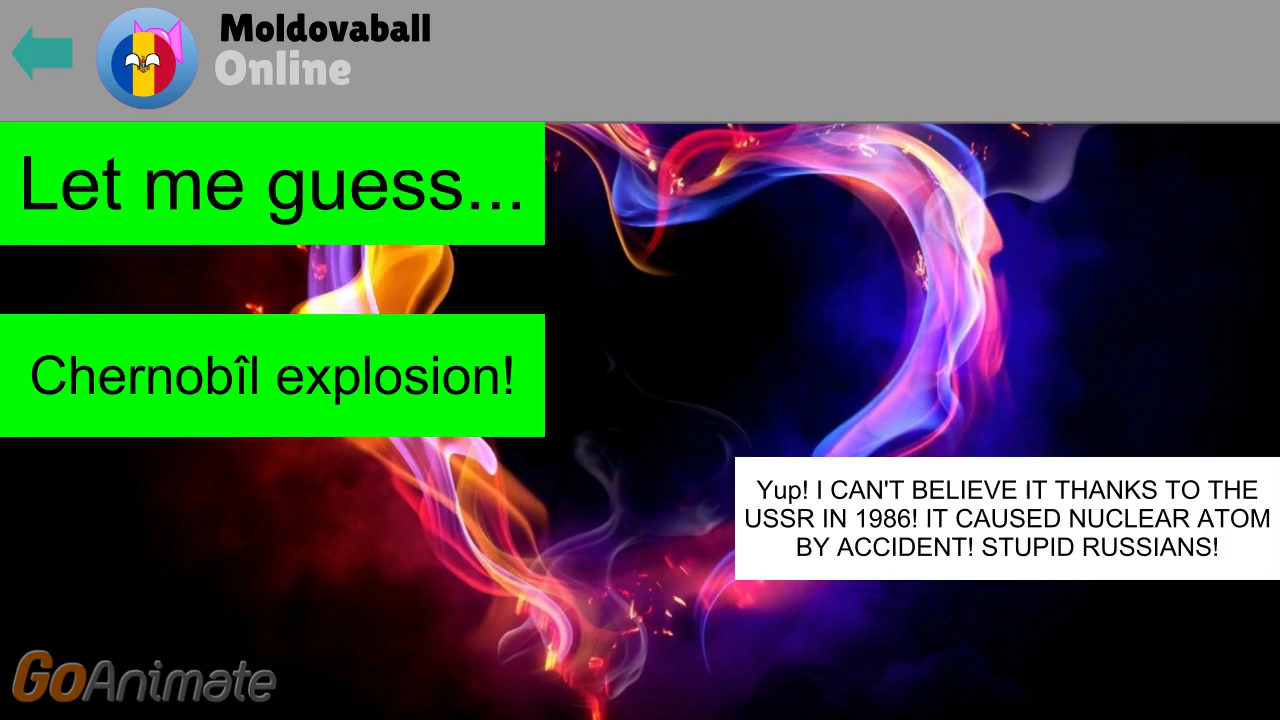 Moldovaball
Online
Let me guess...
Chernobîl explosion!
Yup! I CAN'T BELIEVE IT THANKS TO THE
USSR IN 1986! IT CAUSED NUCLEAR ATOM
BY ACCIDENT! STUPID RUSSIANS!
GoAnimate